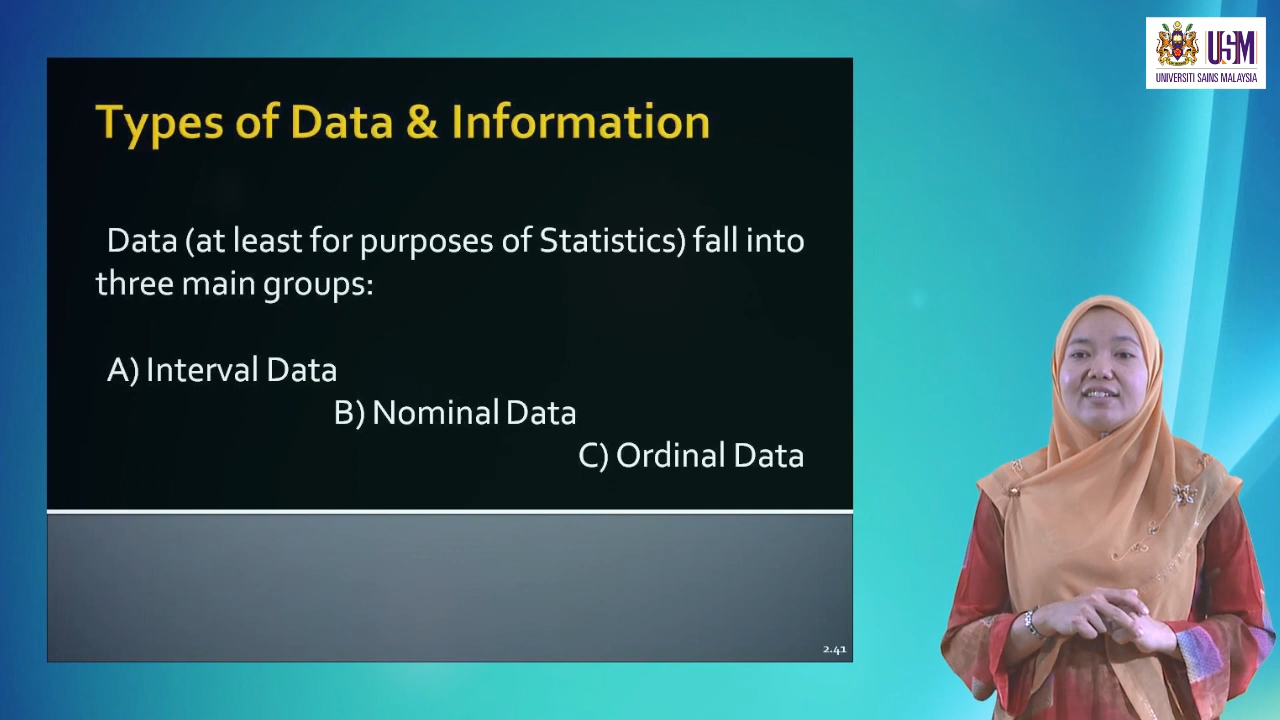 USM
UNIVERSITI SAINS MALAYSIA
Types of Data & Information
Data (at least for purposes of Statistics) fall into
three main groups:
A) Interval Data
B) Nominal Data
C) Ordinal Data
2.41